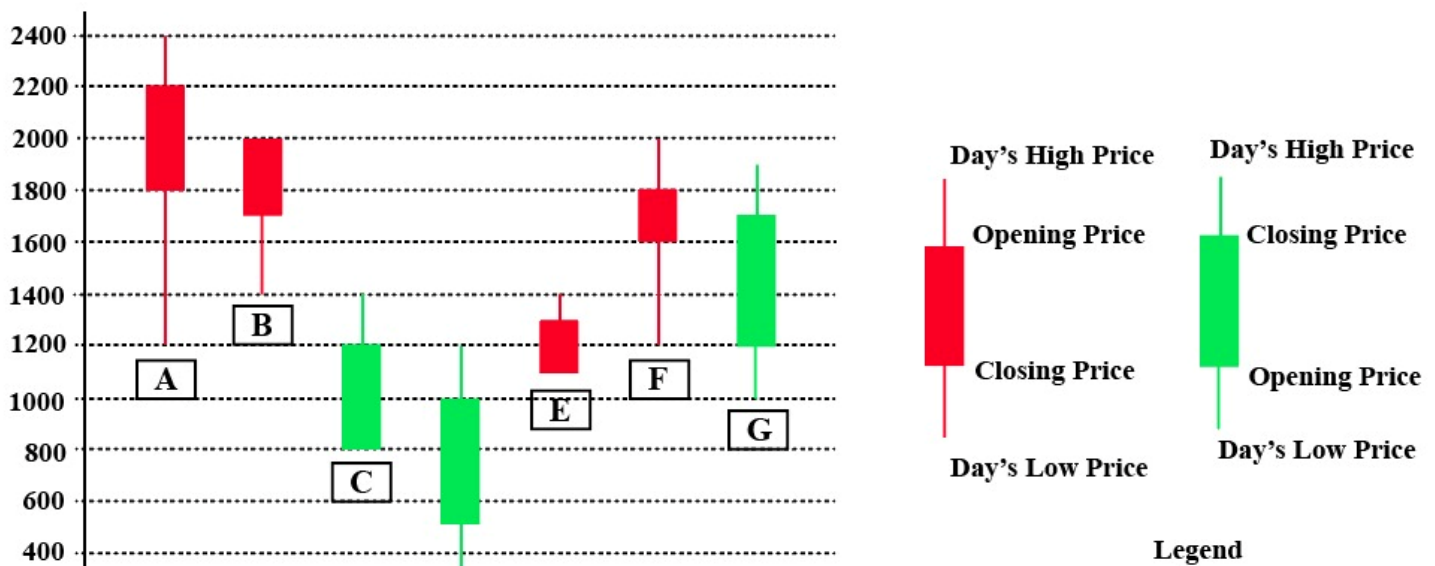 2400
2200
2000
1800
1600
1400
1200
1000
800
600
400
A
B
C
E
F
G
Day's High Price
Opening Price
Closing Price
Day's Low Price
Day's High Price
Closing Price
Opening Price
Day's Low Price
Legend